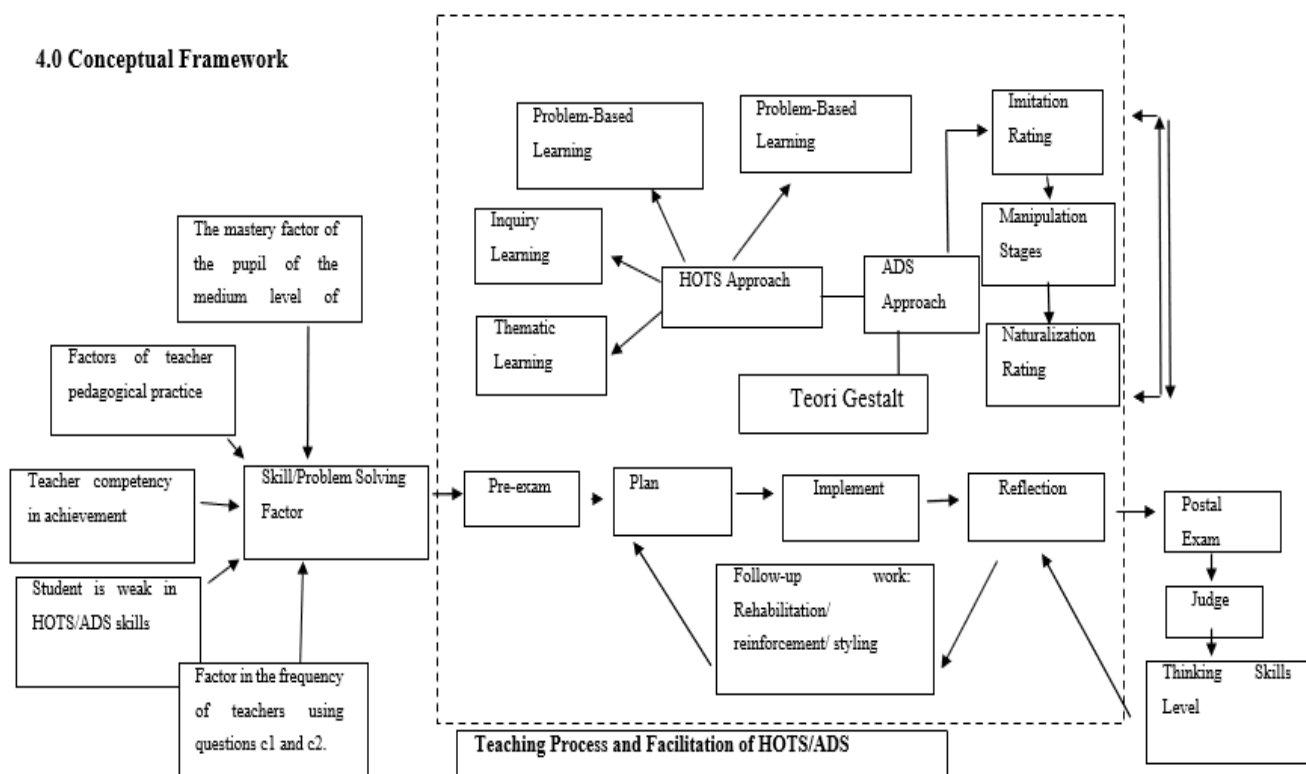 4.0 Conceptual Framework
Problem-Based
Learning
Problem-Based
Learning
Imitation
Rating
The mastery factor of
the pupil of the
medium level of
Inquiry
Learning
HOTS Approach
ADS
Approach
Manipulation
Stages
Thematic
Learning
Naturalization
Rating
Factors of teacher
pedagogical practice
Teori Gestalt
Teacher competency
in achievement
Skill/Problem Solving
Factor
Pre-exam
Plan
Implement
Reflection
Postal
Exam
Student is weak in
HOTS/ADS skills
Follow-up work:
Rehabilitation/
reinforcement/ styling
Judge
Factor in the frequency
of teachers using
questions c1 and c2.
Thinking Skills
Level
Teaching Process and Facilitation of HOTS/ADS